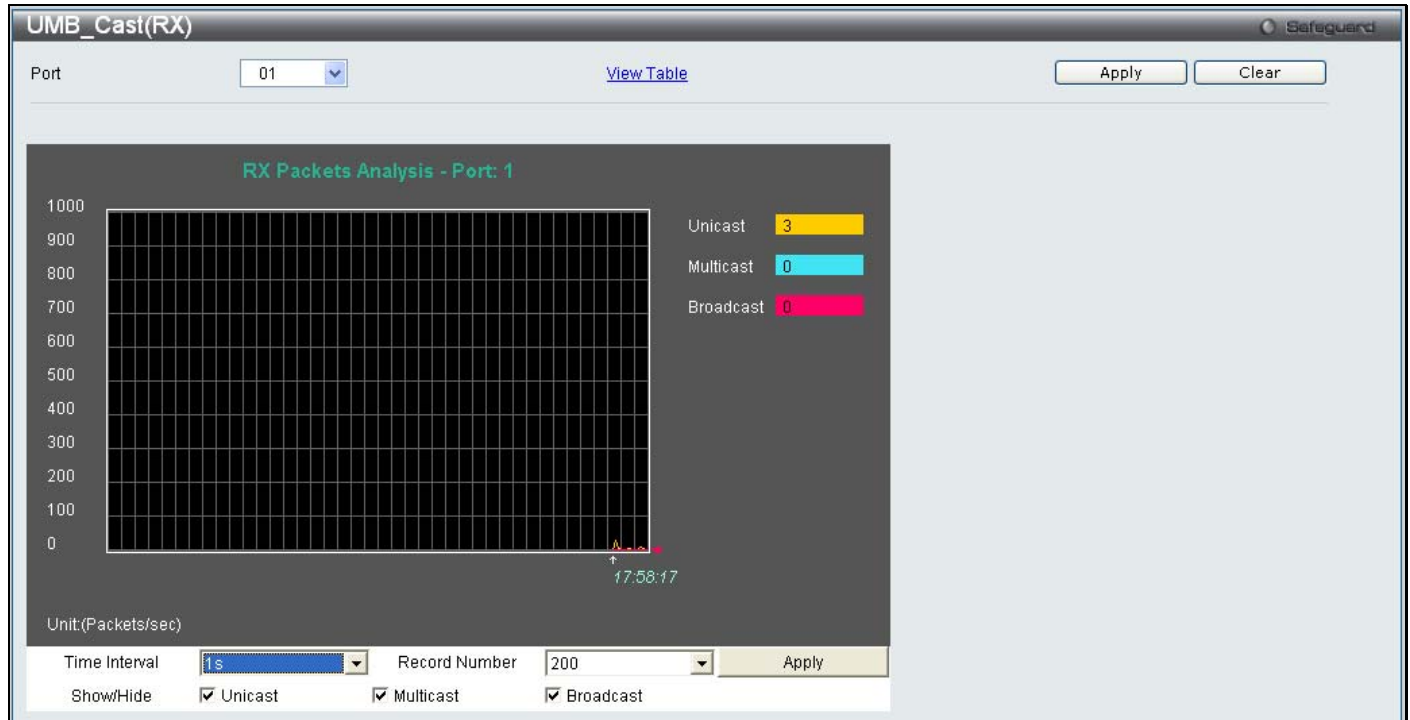 UMB_Cast(RX)
Safeguard
Port 01 View Table Apply Clear
RX Packets Analysis - Port: 1
1000
900
800
700
600
500
400
300
200
100
0
Unicast 3
Multicast 0
Broadcast 0
17:58:17
Unit:(Packets/sec)
Time Interval 1s Record Number 200 Apply
Show/Hide Unicast Multicast Broadcast